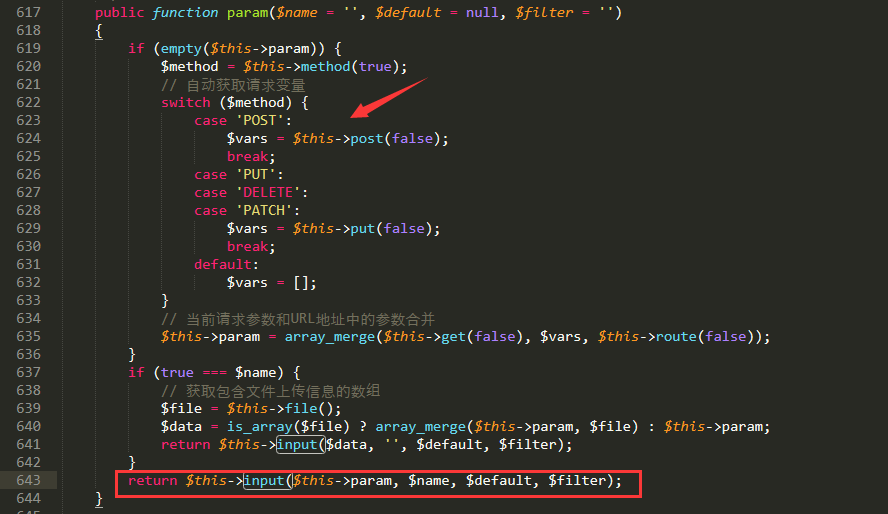 617 public function param($name = '', $default = null, $filter = '')
618 {
619 if (empty($this->param)) {
620 $method = $this->method(true);
621 // 自动获取请求变量
622 switch ($method) {
623 case 'POST':
624 $vars = $this->post(false);
625 break;
626 case 'PUT':
627 case 'DELETE':
628 case 'PATCH':
629 $vars = $this->put(false);
630 break;
631 default:
632 $vars = [];
633 }
634 // 当前请求参数和URL地址中的参数合并
635 $this->param = array_merge($this->get(false), $vars, $this->route(false));
636 }
637 if (true === $name) {
638 // 获取包含文件上传信息的数组
639 $file = $this->file();
640 $data = is_array($file) ? array_merge($this->param, $file) : $this->param;
641 return $this->input($data, '', $default, $filter);
642 }
643 return $this->input($this->param, $name, $default, $filter);
644 }